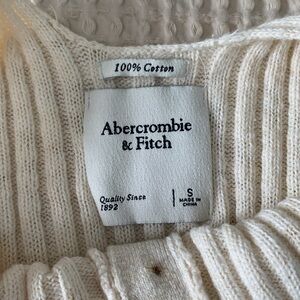 100% Cotton
Abercrombie
& Fitch
Quality Since
1892
S
MADE IN
CHINA